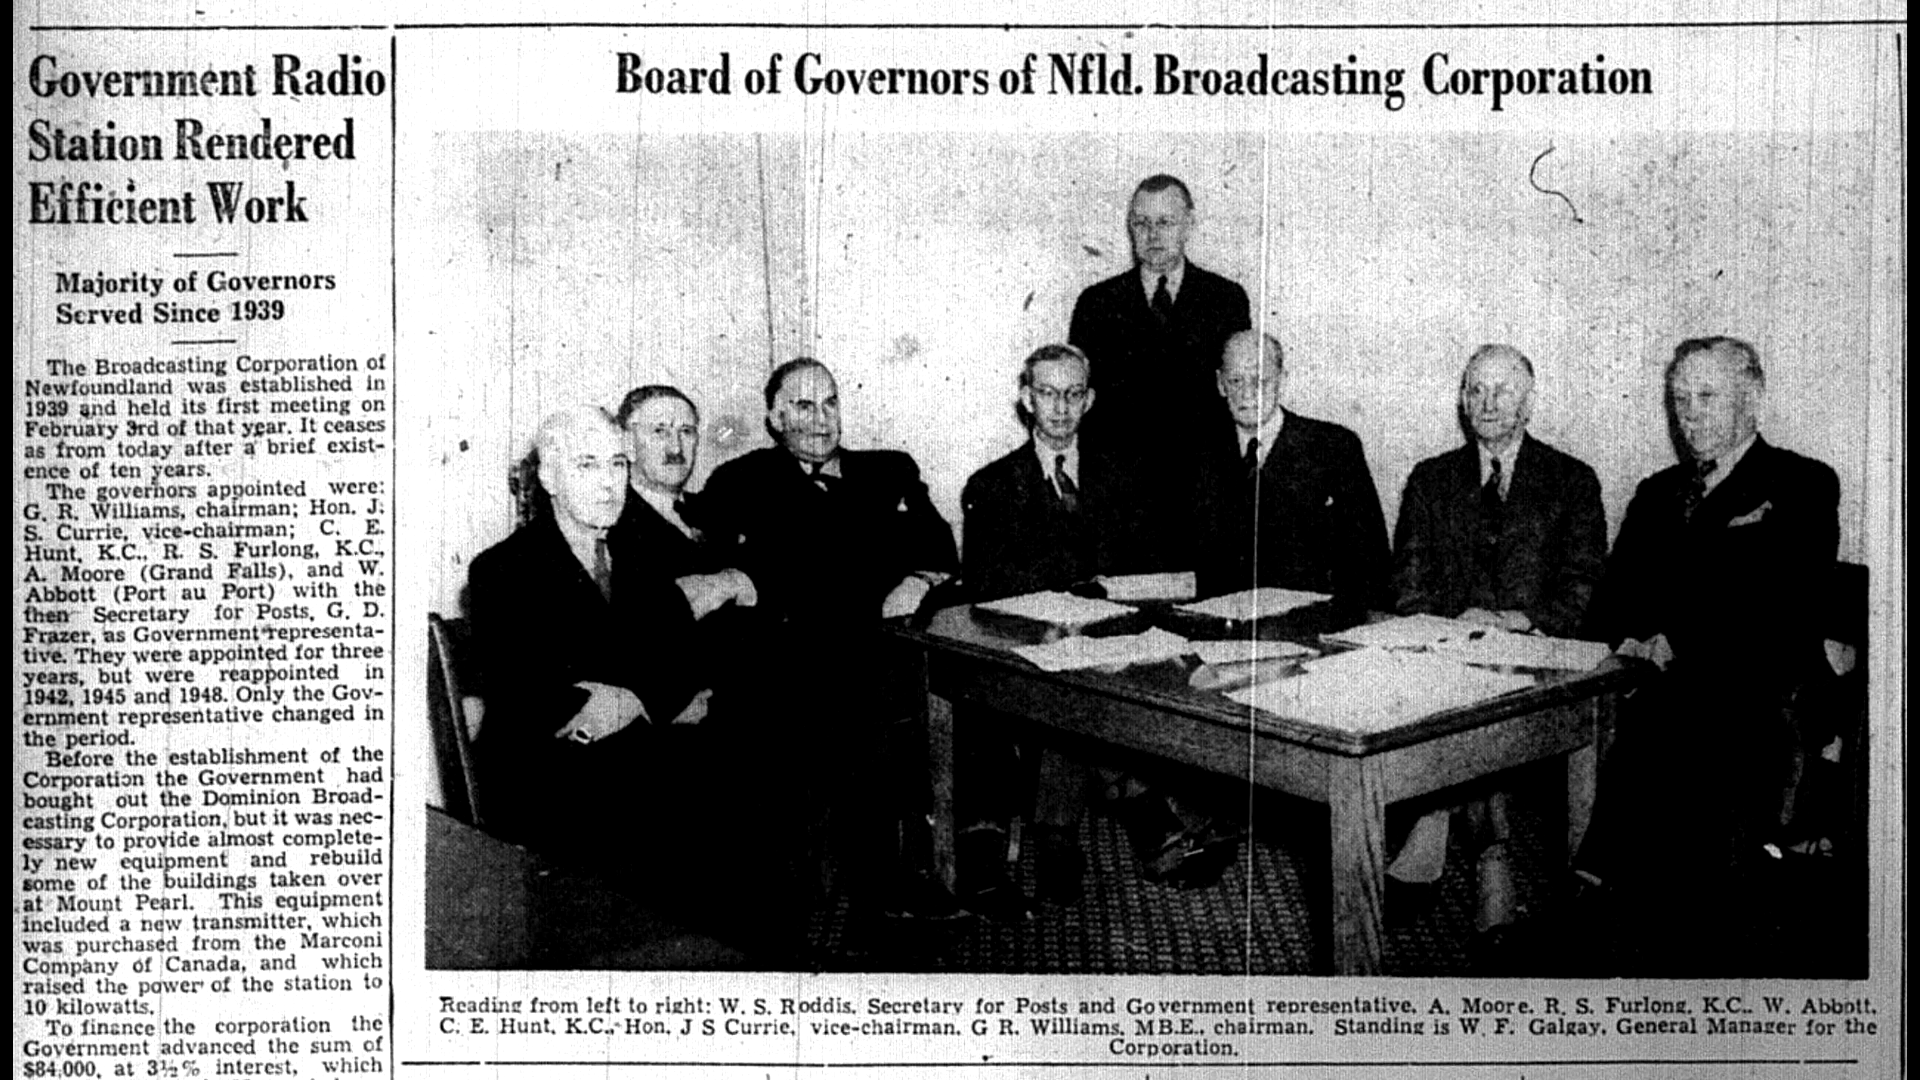 Government Radio
Station Rendered
Efficient Work
Majority of Governors
Served Since 1939
The Broadcasting Corporation of
Newfoundland was established in
1939 and held its first meeting on
February 3rd of that year. It ceases
as from today after a brief exist-
ence of ten years.
The governors appointed were:
G. R. Williams, chairman; Hon. J.
S. Currie, vice-chairman; C. E.
Hunt, K.C., R. S. Furlong, K.C.,
A. Moore (Grand Falls), and W.
Abbott (Port au Port) with the
then Secretary for Posts, G. D.
Frazer, as Government representa-
tive. They were appointed for three
years, but were reappointed in
1942, 1945 and 1948. Only the Gov-
ernment representative changed in
the period.
Before the establishment of the
Corporation the Government had
bought out the Dominion Broad-
casting Corporation, but it was nec-
essary to provide almost complete-
ly new equipment and rebuild
some of the buildings taken over
at Mount Pearl. This equipment
included a new transmitter, which
was purchased from the Marconi
Company of Canada, and which
raised the power of the station to
10 kilowatts.
To finance the corporation the
Government advanced the sum of
$84,000, at 3½% interest, which
Board of Governors of Nfld. Broadcasting Corporation
Reading from left to right: W. S. Roddis, Secretary for Posts and Government representative, A. Moore, R. S. Furlong, K.C., W. Abbott,
C. E. Hunt, K.C., Hon. J S Currie, vice-chairman, G R. Williams, M.B.E., chairman. Standing is W. F. Galgay, General Manager for the
Corporation.